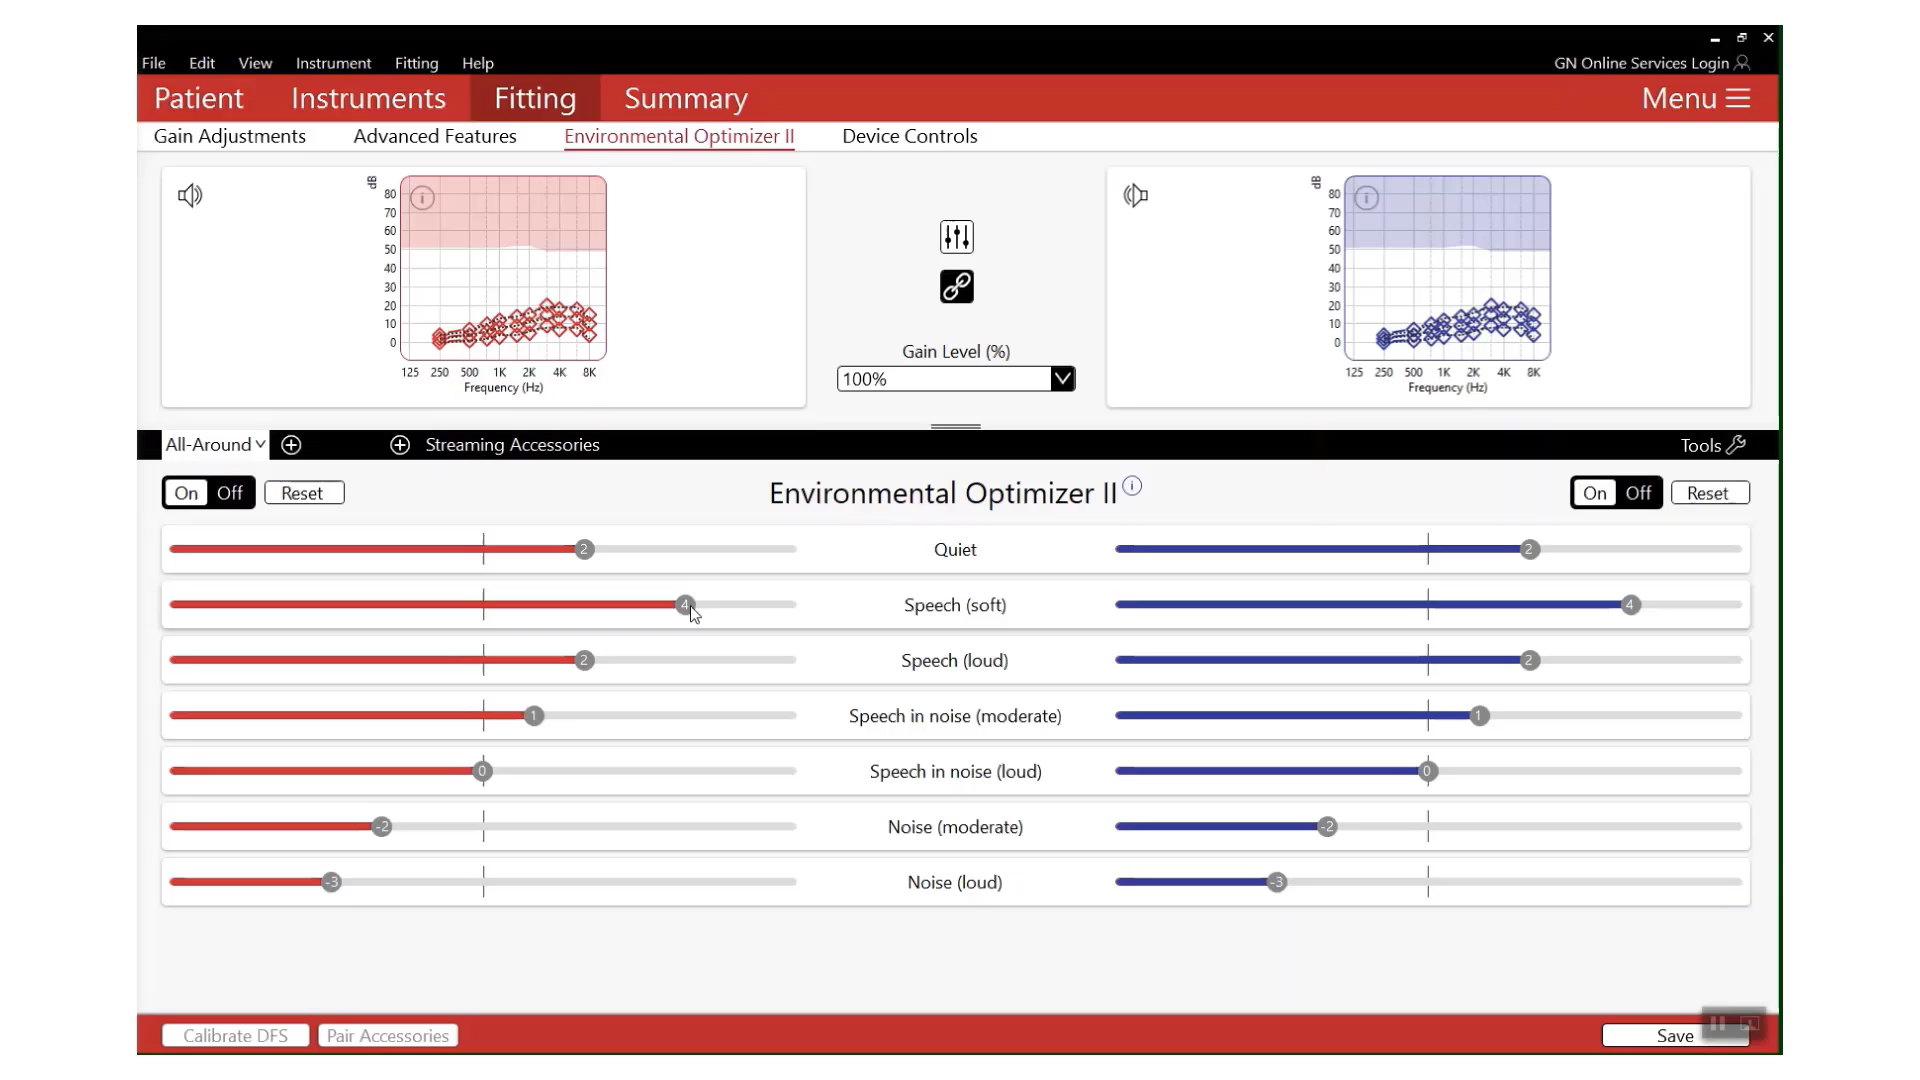 File Edit View Instrument Fitting Help
GN Online Services Login
Patient Instruments Fitting Summary
Menu
Gain Adjustments Advanced Features Environmental Optimizer II Device Controls
dB
80
70
60
50
40
30
20
10
0
125 250 500 1K 2K 4K 8K
Frequency (Hz)
Gain Level (%)
100%
dB
80
70
60
50
40
30
20
10
0
125 250 500 1K 2K 4K 8K
Frequency (Hz)
All-Around
Streaming Accessories
Tools
On Off Reset
Environmental Optimizer II
On Off Reset
2 Quiet 2
4 Speech (soft) 4
2 Speech (loud) 2
1 Speech in noise (moderate) 1
0 Speech in noise (loud) 0
-2 Noise (moderate) -2
-3 Noise (loud) -3
Calibrate DFS Pair Accessories
Save